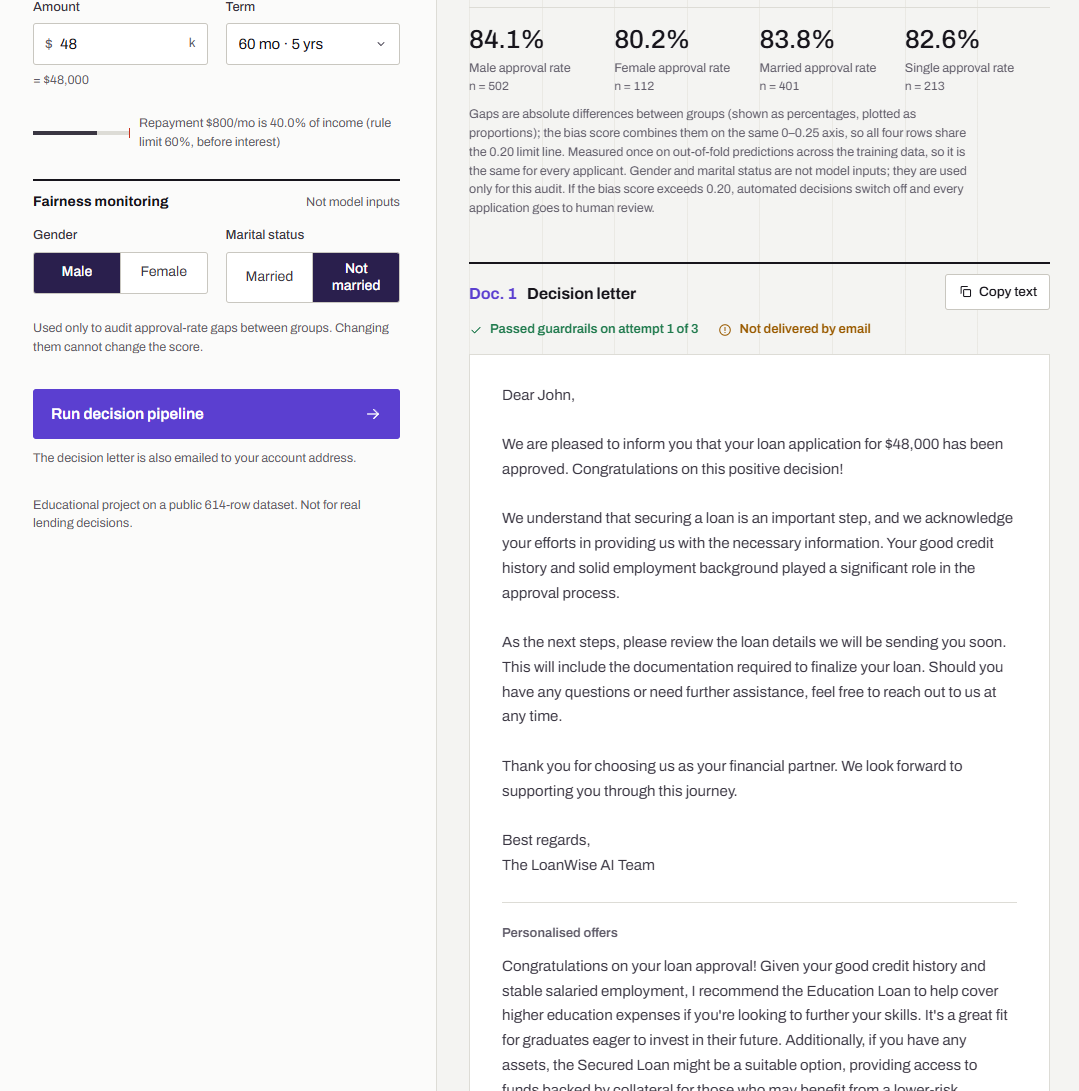 Amount
Term
$ 48 k
60 mo · 5 yrs
= $48,000
Repayment $800/mo is 40.0% of income (rule
limit 60%, before interest)
Fairness monitoring
Not model inputs
Gender
Marital status
Male
Female
Married
Not
married
Used only to audit approval-rate gaps between groups. Changing
them cannot change the score.
Run decision pipeline
The decision letter is also emailed to your account address.
Educational project on a public 614-row dataset. Not for real
lending decisions.
84.1%
80.2%
83.8%
82.6%
Male approval rate
Female approval rate
Married approval rate
Single approval rate
n = 502
n = 112
n = 401
n = 213
Gaps are absolute differences between groups (shown as percentages, plotted as
proportions); the bias score combines them on the same 0–0.25 axis, so all four rows share
the 0.20 limit line. Measured once on out-of-fold predictions across the training data, so it is
the same for every applicant. Gender and marital status are not model inputs; they are used
only for this audit. If the bias score exceeds 0.20, automated decisions switch off and every
application goes to human review.
Doc. 1 Decision letter
Copy text
Passed guardrails on attempt 1 of 3
Not delivered by email
Dear John,
We are pleased to inform you that your loan application for $48,000 has been
approved. Congratulations on this positive decision!
We understand that securing a loan is an important step, and we acknowledge
your efforts in providing us with the necessary information. Your good credit
history and solid employment background played a significant role in the
approval process.
As the next steps, please review the loan details we will be sending you soon.
This will include the documentation required to finalize your loan. Should you
have any questions or need further assistance, feel free to reach out to us at
any time.
Thank you for choosing us as your financial partner. We look forward to
supporting you through this journey.
Best regards,
The LoanWise AI Team
Personalised offers
Congratulations on your loan approval! Given your good credit history and
stable salaried employment, I recommend the Education Loan to help cover
higher education expenses if you're looking to further your skills. It's a great fit
for graduates eager to invest in their future. Additionally, if you have any
assets, the Secured Loan might be a suitable option, providing access to
funds backed by collateral for those who may benefit from a lower-risk